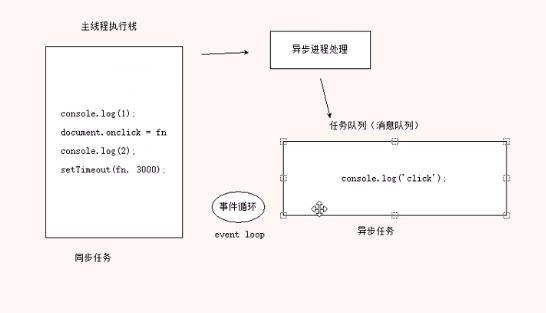 主线程执行栈
console.log(1);
document.onclick = fn
console.log(2);
setTimeout(fn, 3000);
同步任务
异步进程处理
任务队列（消息队列）
console.log('click');
异步任务
事件循环
event loop